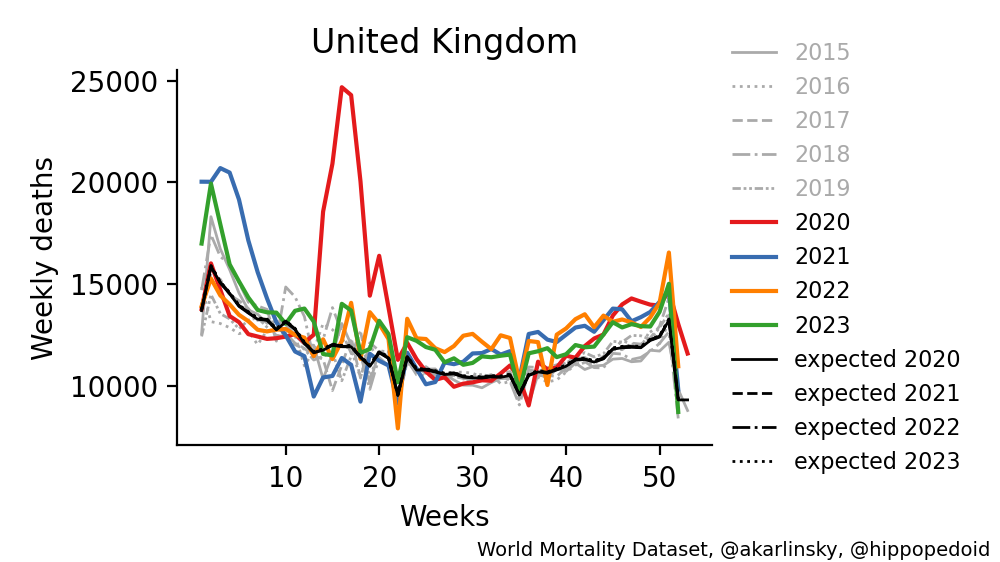 United Kingdom
Weekly deaths
25000
20000
15000
10000
10 20 30 40 50
Weeks
2015
2016
2017
2018
2019
2020
2021
2022
2023
expected 2020
expected 2021
expected 2022
expected 2023
World Mortality Dataset, @akarlinsky, @hippopedoid